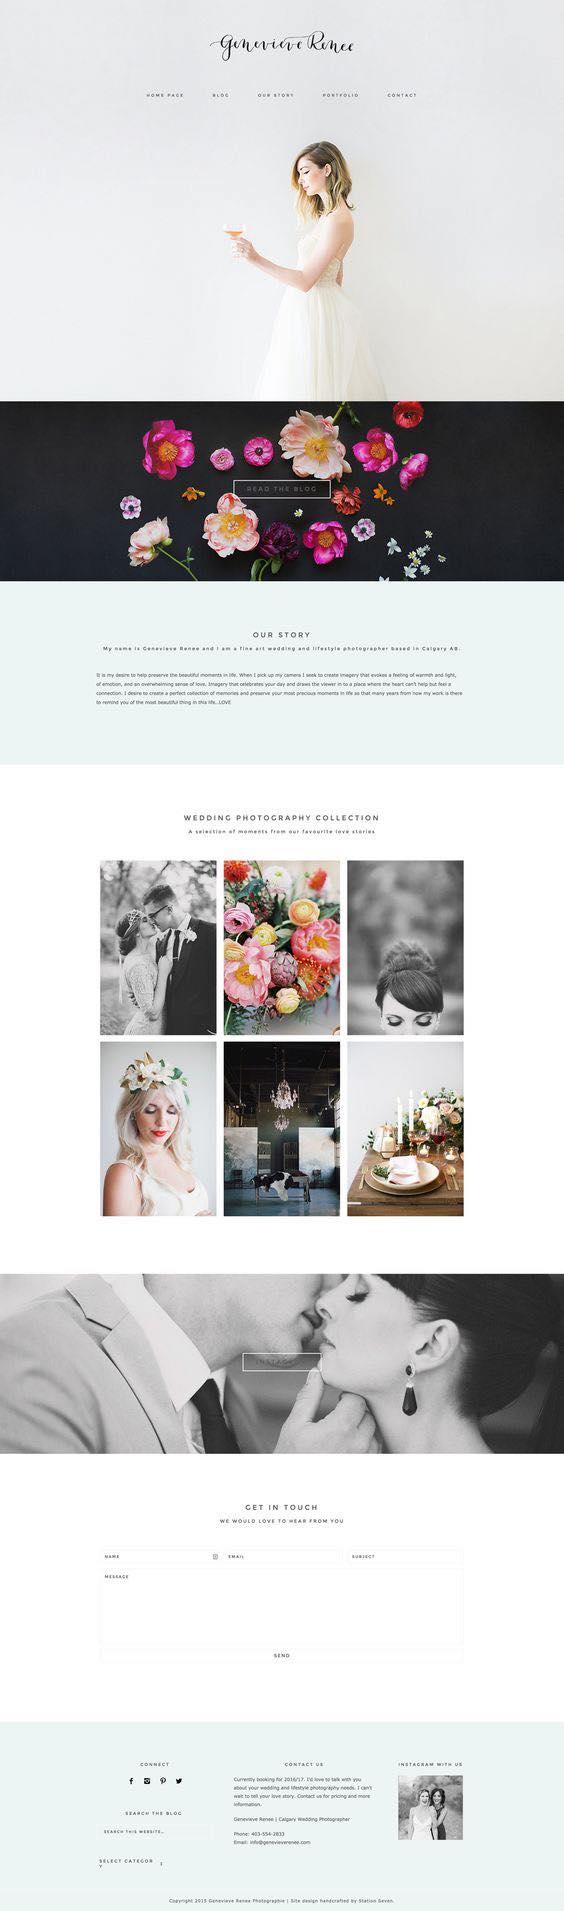 Genevieve Renee
HOME PAGE BLOG OUR STORY PORTFOLIO CONTACT
READ THE BLOG
OUR STORY
My name is Genevieve Renee and I am a fine art wedding and lifestyle photographer based in Calgary AB.
It is my desire to help preserve the beautiful moments in life. When I pick up my camera I seek to create imagery that evokes a feeling of warmth and light,
of emotion, and an overwhelming sense of love. Imagery that celebrates your day and draws the viewer in to a place where the heart can't help but feel a
connection. I desire to create a perfect collection of memories and preserve your most precious moments in life so that many years from now my work is there
to remind you of the most beautiful thing in this life...LOVE
WEDDING PHOTOGRAPHY COLLECTION
A selection of moments from our favourite love stories
GET IN TOUCH
WE WOULD LOVE TO HEAR FROM YOU
NAME EMAIL SUBJECT
MESSAGE
SEND
CONNECT
SEARCH THE BLOG
SEARCH THIS WEBSITE…
SELECT CATEGOR
Y
CONTACT US
Currently booking for 2016/17. I'd love to talk with you
about your wedding and lifestyle photography needs. I can't
wait to tell your love story. Contact us for pricing and more
information.
Genevieve Renee | Calgary Wedding Photographer
Phone: 403-554-2833
Email: info@genevieverenee.com
INSTAGRAM WITH US
Copyright 2015 Genevieve Renee Photographie | Site design handcrafted by Station Seven.